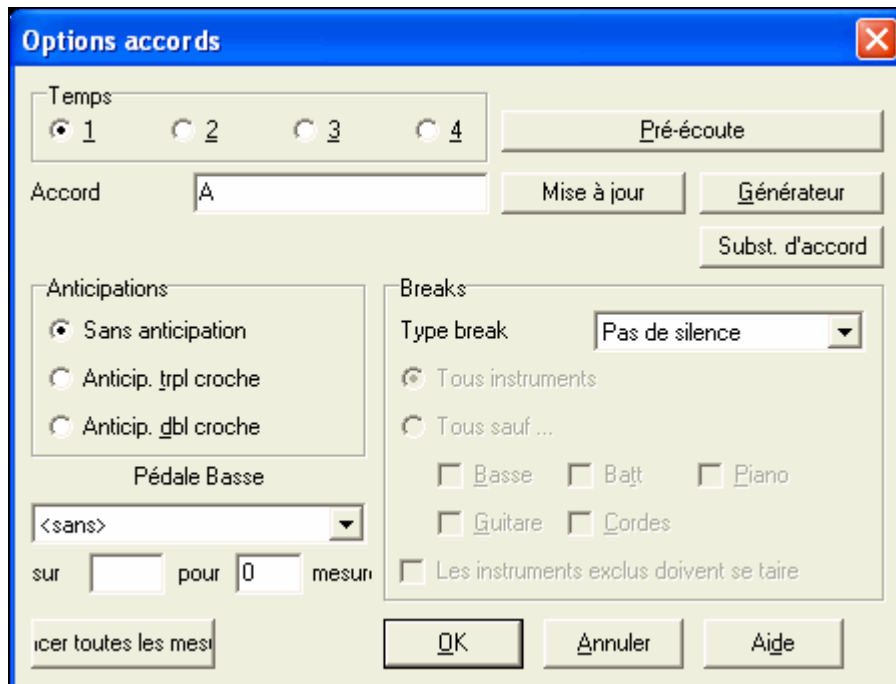 Options accords
Temps
1 2 3 4
Pré-écoute
Accord A
Mise à jour
Générateur
Subst. d'accord
Anticipations
Sans anticipation
Anticip. trpl croche
Anticip. dbl croche
Pédale Basse
<sans>
sur pour 0 mesur
Breaks
Type break Pas de silence
Tous instruments
Tous sauf ...
Basse Batt Piano
Guitare Cordes
Les instruments exclus doivent se taire
cer toutes les mesu
OK Annuler Aide